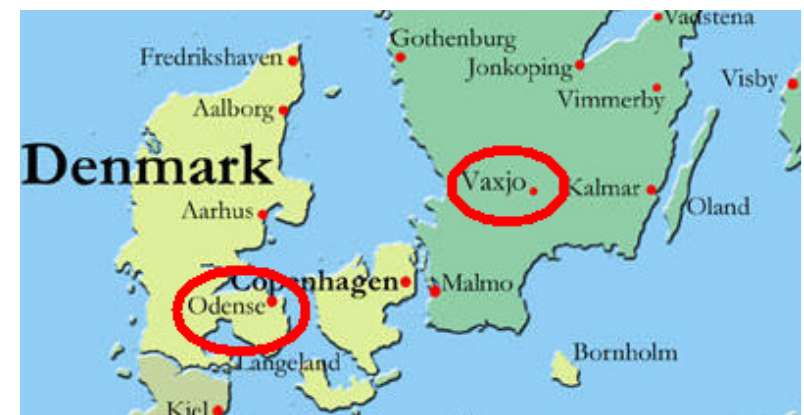 Vadstena
Gothenburg
Fredrikshaven
Jonkoping
Visby
Vimmerby
Aalborg
Denmark
Vaxjo
Kalmar
Aarhus
Oland
Copenhagen
Malmo
Odense
Bornholm
Langeland
Kiel